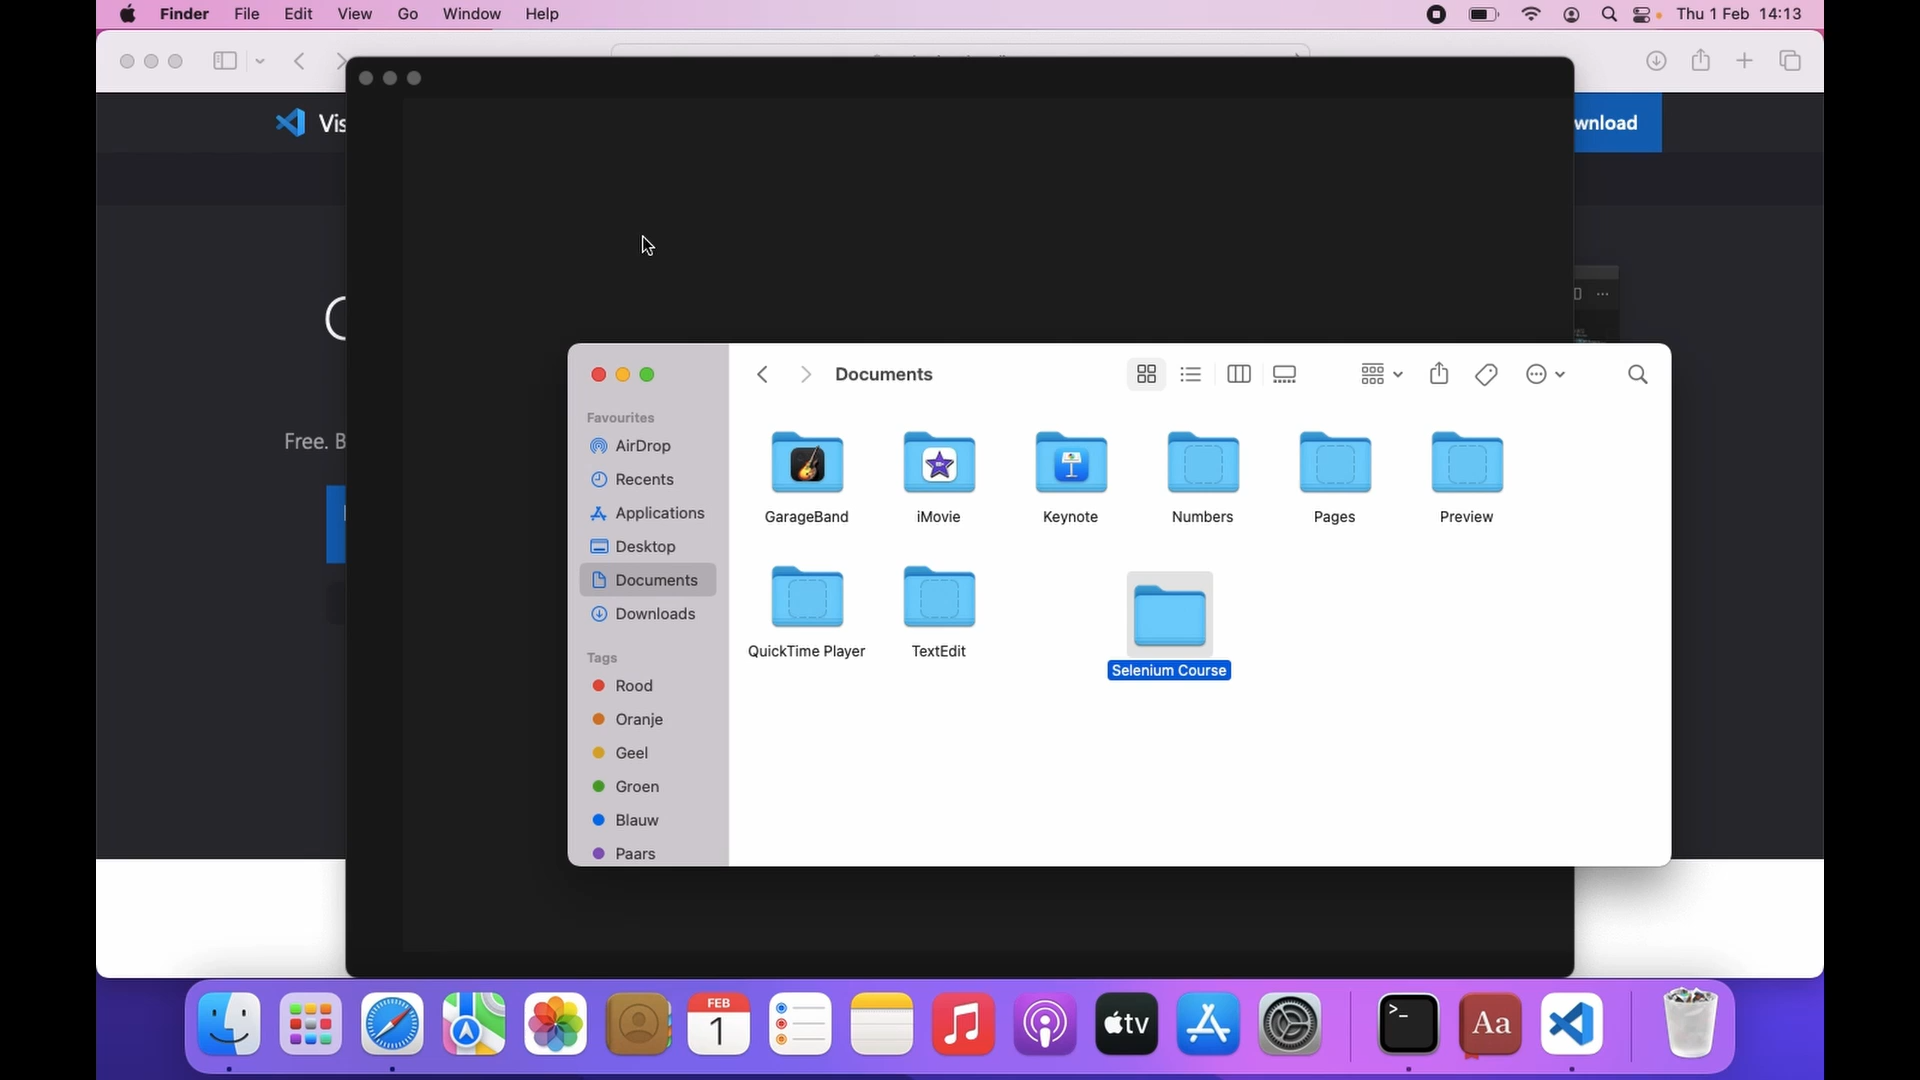 Finder File Edit View Go Window Help Thu 1 Feb 14:13
Vis
wnload
Free. B
Documents
Favourites
AirDrop
Recents
Applications
Desktop
Documents
Downloads
Tags
Rood
Oranje
Geel
Groen
Blauw
Paars
GarageBand iMovie Keynote Numbers Pages Preview
QuickTime Player TextEdit Selenium Course
FEB
1
tv
>_
Aa